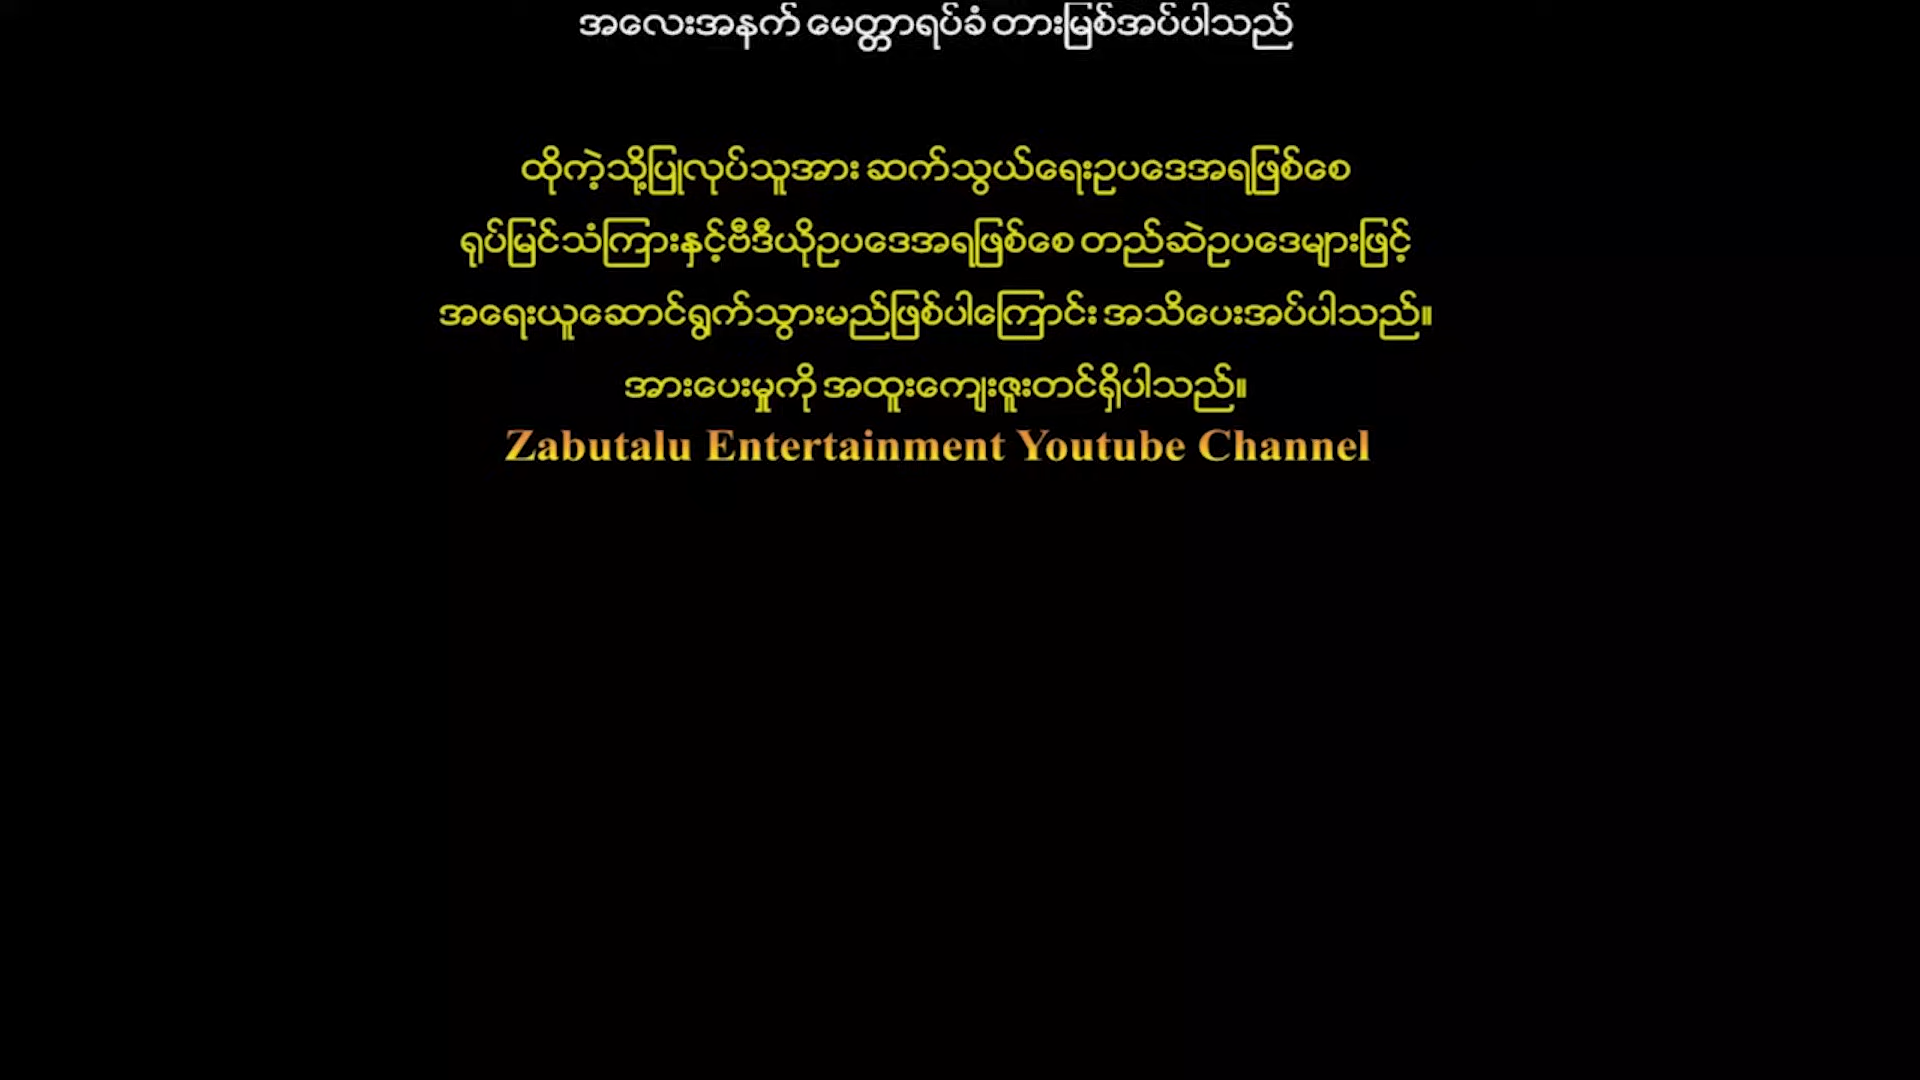 အလေးအနက် မေတ္တာရပ်ခံ တားမြစ်အပ်ပါသည်
ထိုကဲ့သို့ပြုလုပ်သူအား ဆက်သွယ်ရေးဥပဒေအရဖြစ်စေ
ရုပ်မြင်သံကြားနှင့်ဗီဒီယိုဥပဒေအရဖြစ်စေ တည်ဆဲဥပဒေများဖြင့်
အရေးယူဆောင်ရွက်သွားမည်ဖြစ်ပါကြောင်း အသိပေးအပ်ပါသည်။
အားပေးမှုကို အထူးကျေးဇူးတင်ရှိပါသည်။
Zabutalu Entertainment Youtube Channel